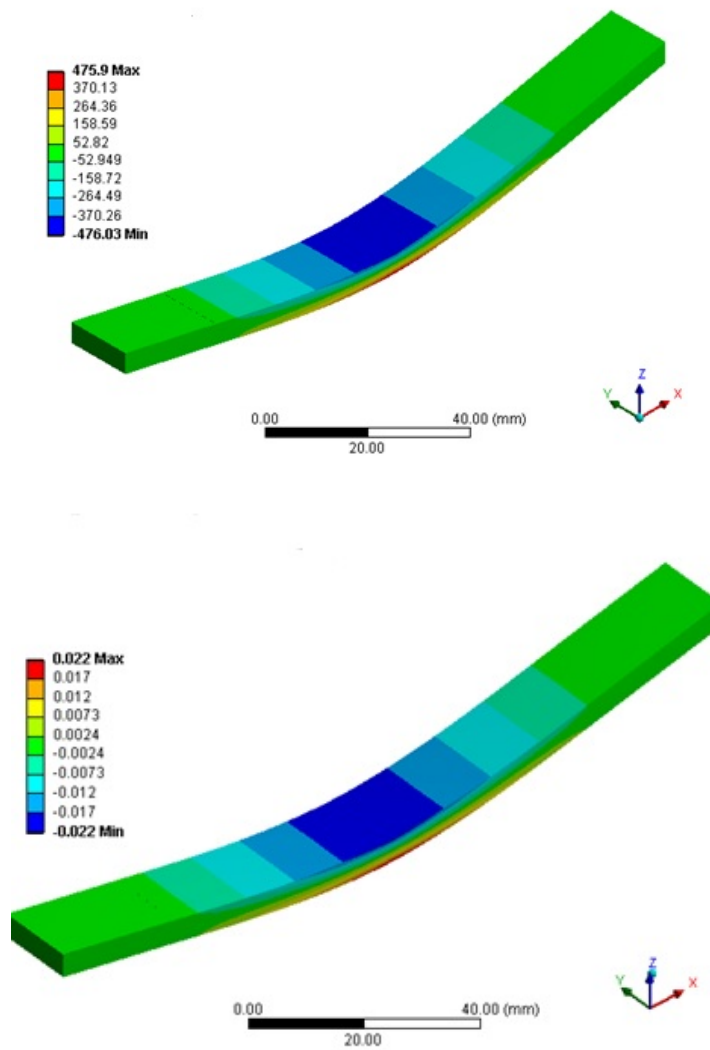 475.9 Max
370.13
264.36
158.59
52.82
-52.949
-158.72
-264.49
-370.26
-476.03 Min
Z
Y
X
0.00
40.00 (mm)
20.00
0.022 Max
0.017
0.012
0.0073
0.0024
-0.0024
-0.0073
-0.012
-0.017
-0.022 Min
Z
Y
X
0.00
40.00 (mm)
20.00